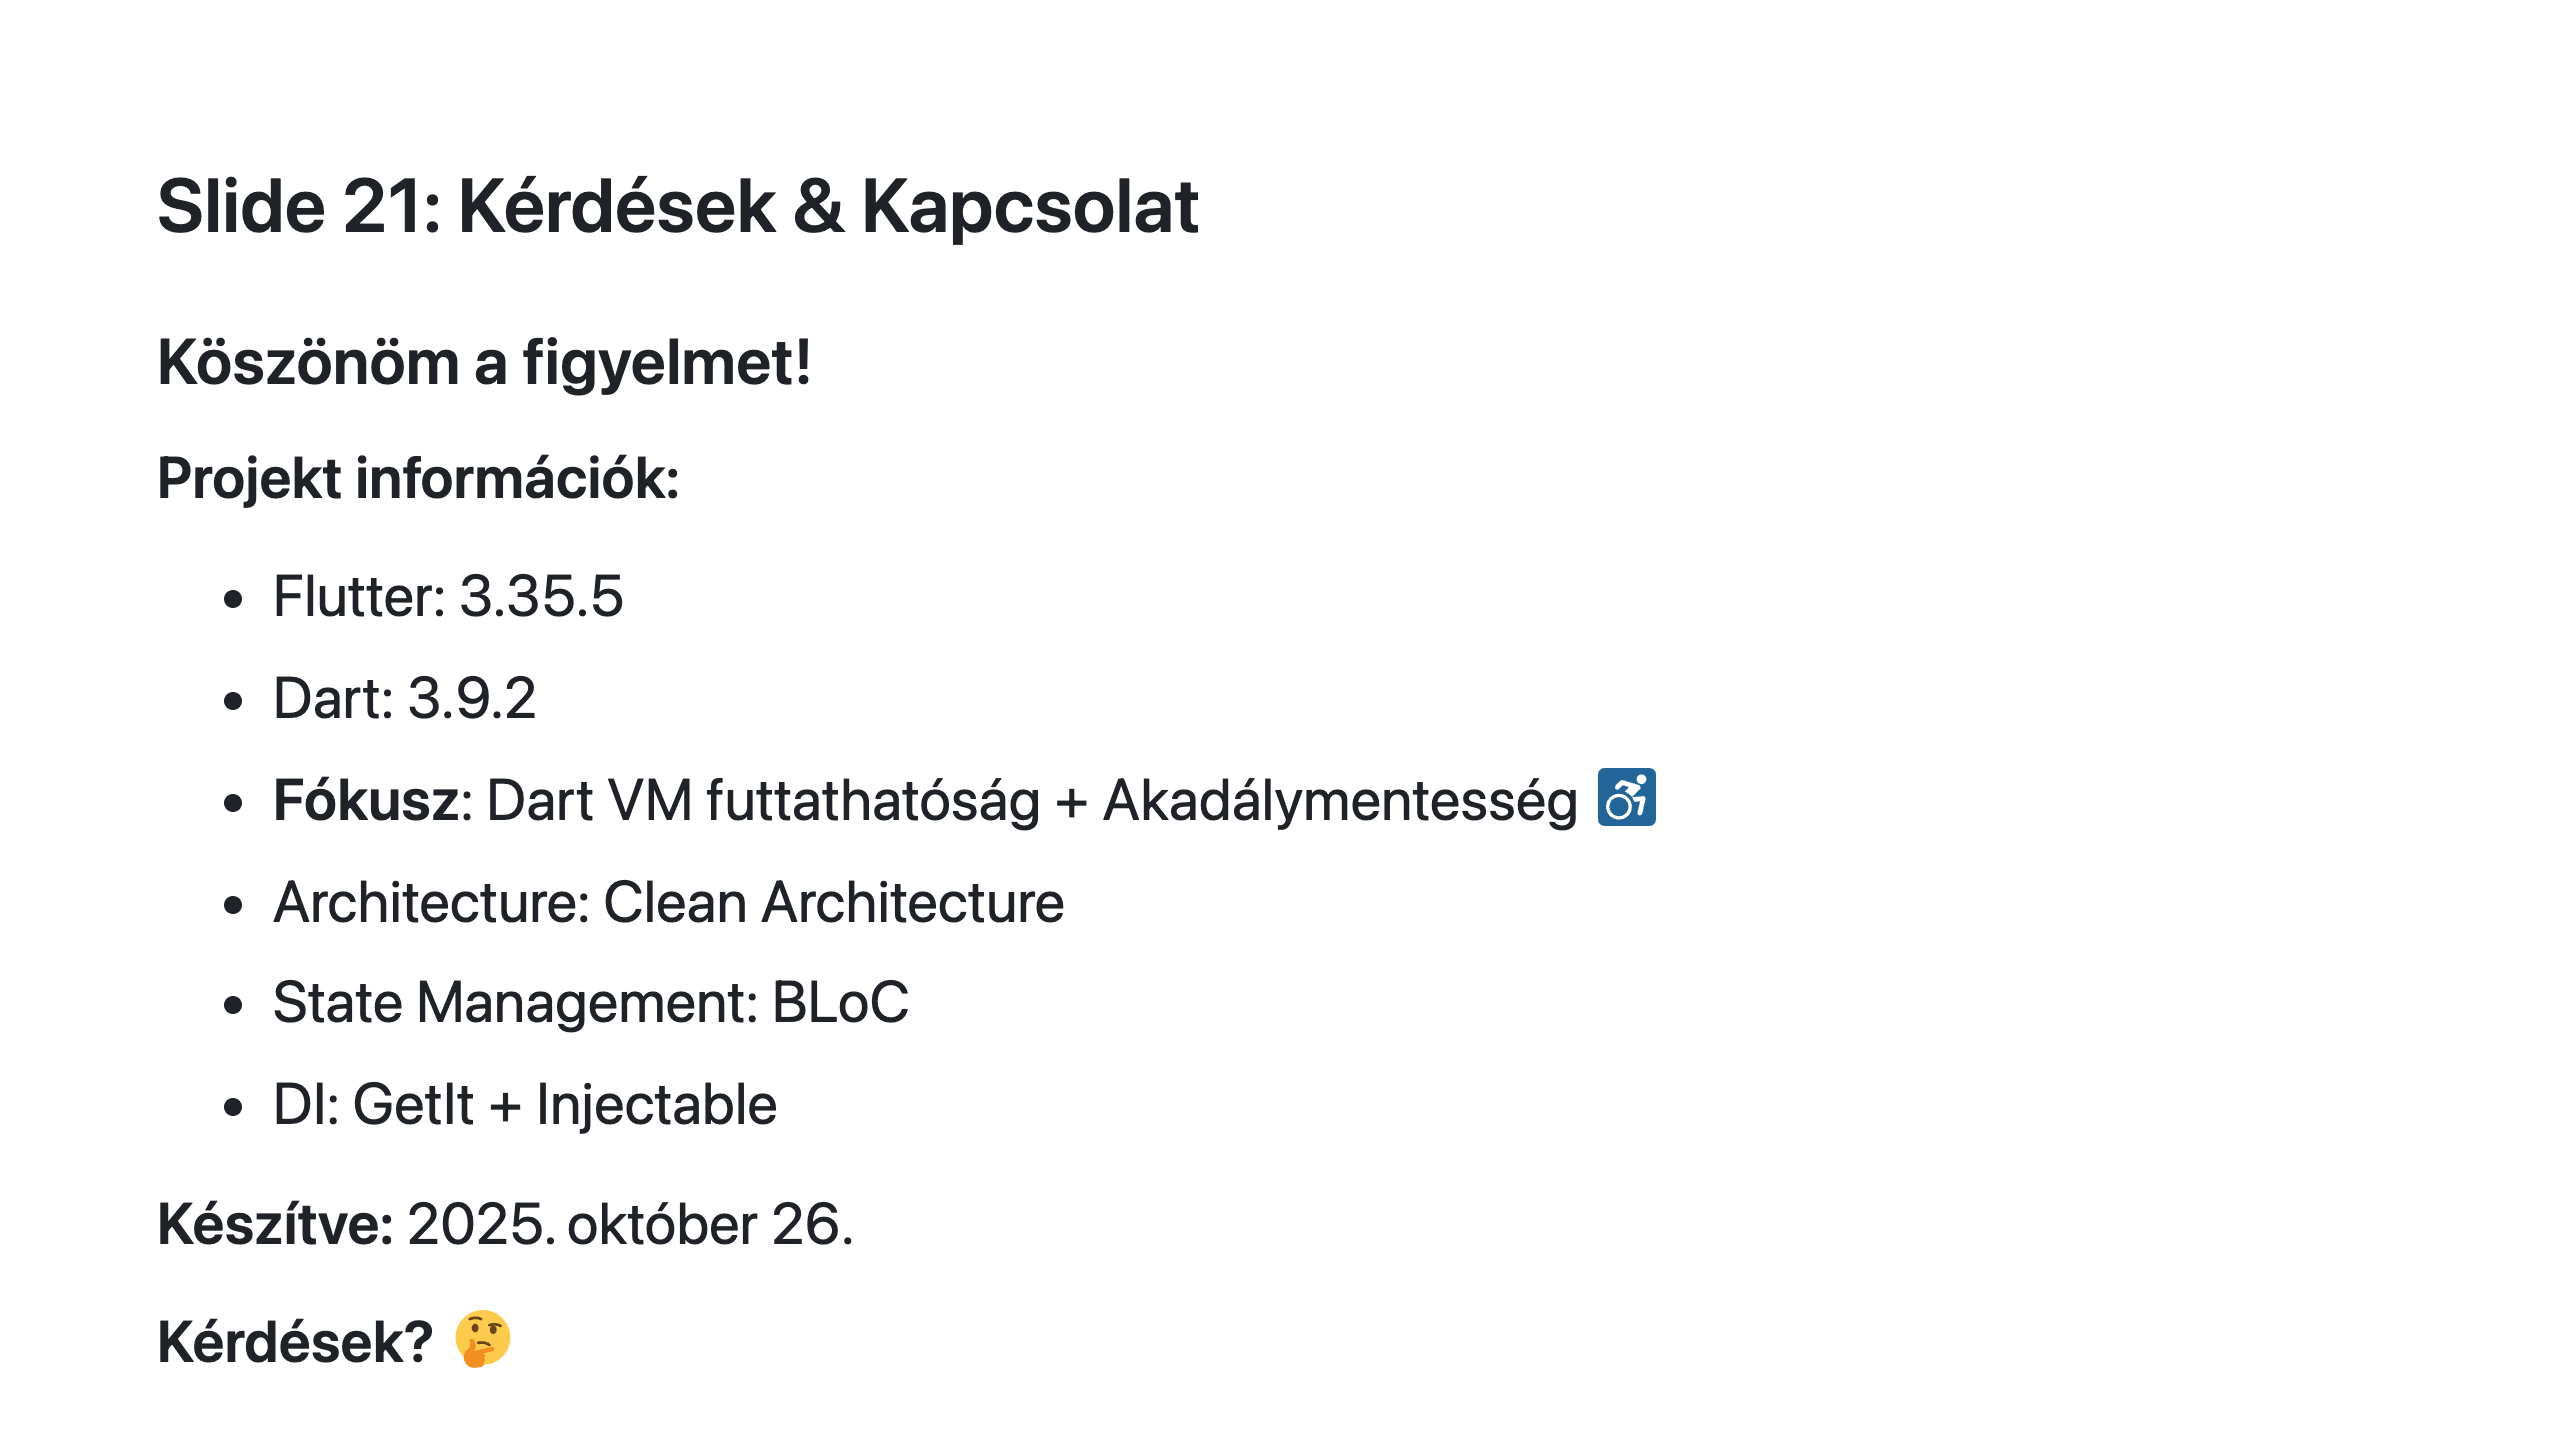 Slide 21: Kérdések & Kapcsolat
Köszönöm a figyelmet!
Projekt információk:
• Flutter: 3.35.5
• Dart: 3.9.2
• Fókusz: Dart VM futtathatóság + Akadálymentesség ♿
• Architecture: Clean Architecture
• State Management: BLoC
• DI: GetIt + Injectable
Készítve: 2025. október 26.
Kérdések? 🤔